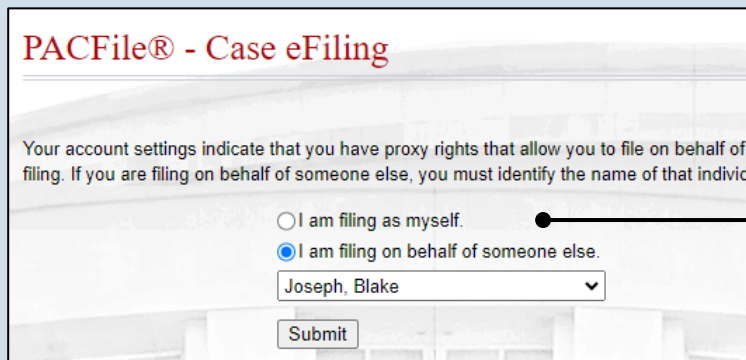 PACFile® - Case eFiling
Your account settings indicate that you have proxy rights that allow you to file on behalf of
filing. If you are filing on behalf of someone else, you must identify the name of that
I am filing as myself.
I am filing on behalf of someone else.
Joseph, Blake
Submit